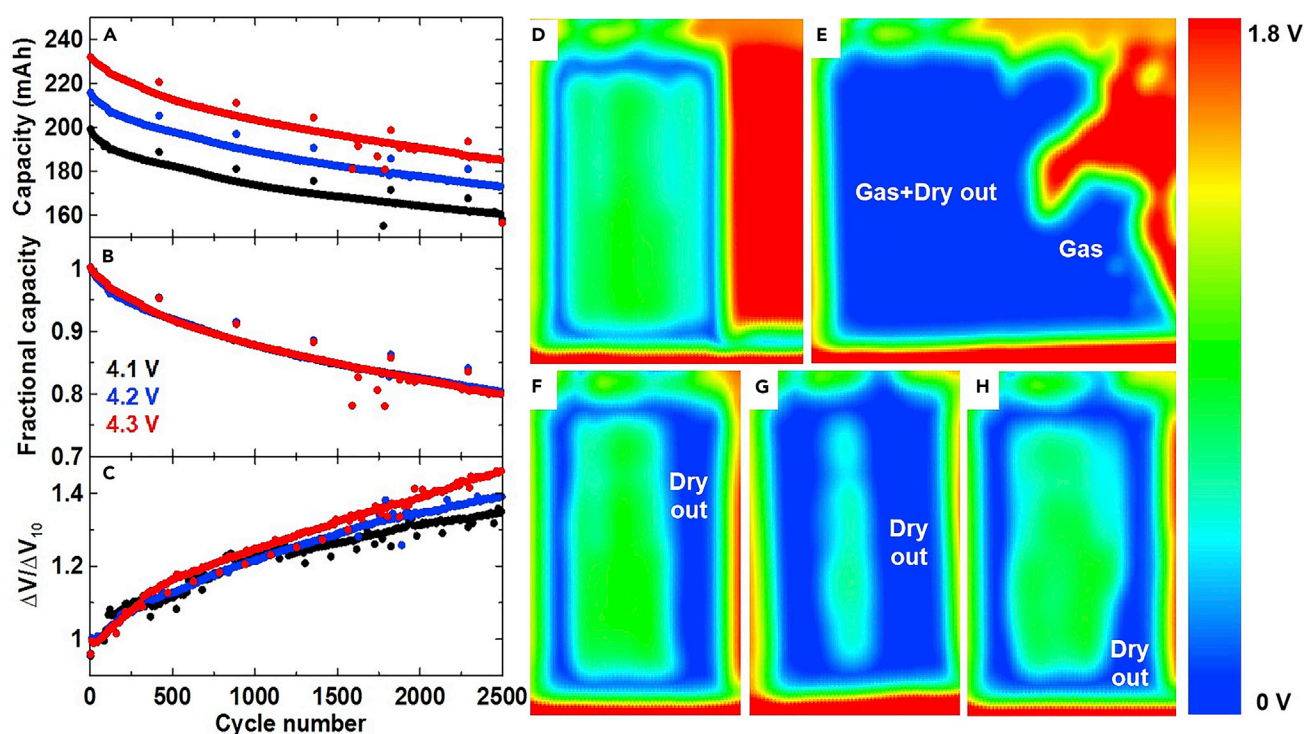 A
240
220
200
180
160
Capacity (mAh)
B
1
0.9
0.8
0.7
Fractional capacity
4.1 V
4.2 V
4.3 V
C
1.4
1.2
1
ΔV/ΔV10
0
500
1000
1500
2000
2500
Cycle number
D
E
Gas+Dry out
Gas
F
Dry
out
G
Dry
out
H
Dry
out
1.8 V
0 V